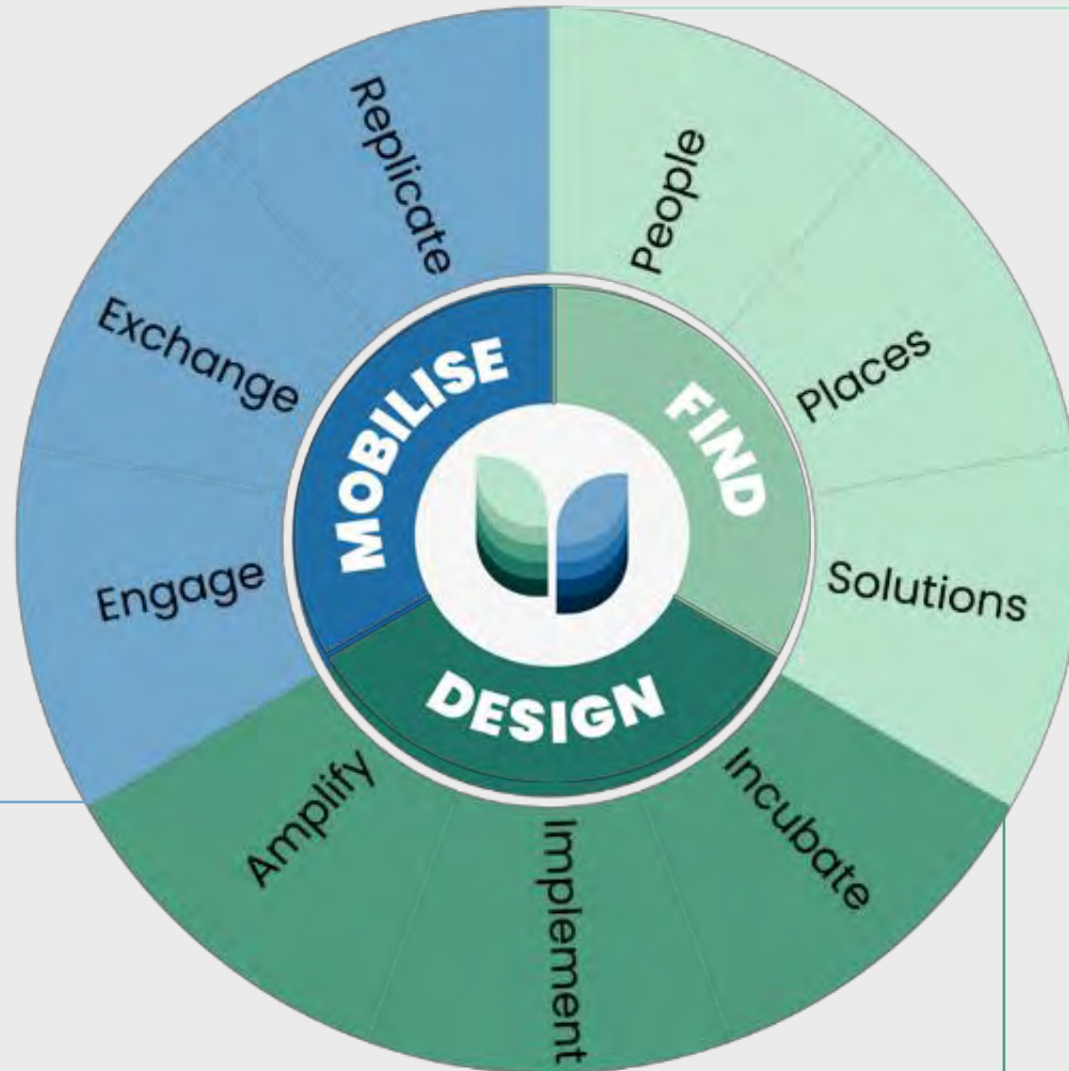 FIND
People
Places
Solutions
DESIGN
Incubate
Implement
Amplify
MOBILISE
Engage
Exchange
Replicate